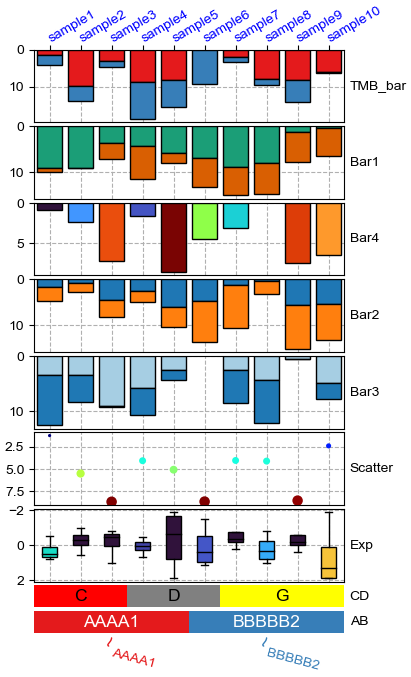 sample1 sample2 sample3 sample4 sample5 sample6 sample7 sample8 sample9 sample10
0
10
TMB_bar
0
10
Bar1
0
5
Bar4
0
10
Bar2
0
10
Bar3
2.5
5.0
7.5
Scatter
−2
0
2
Exp
C D G CD
AAAA1 BBBBB2 AB
~AAAA1 ~BBBBB2